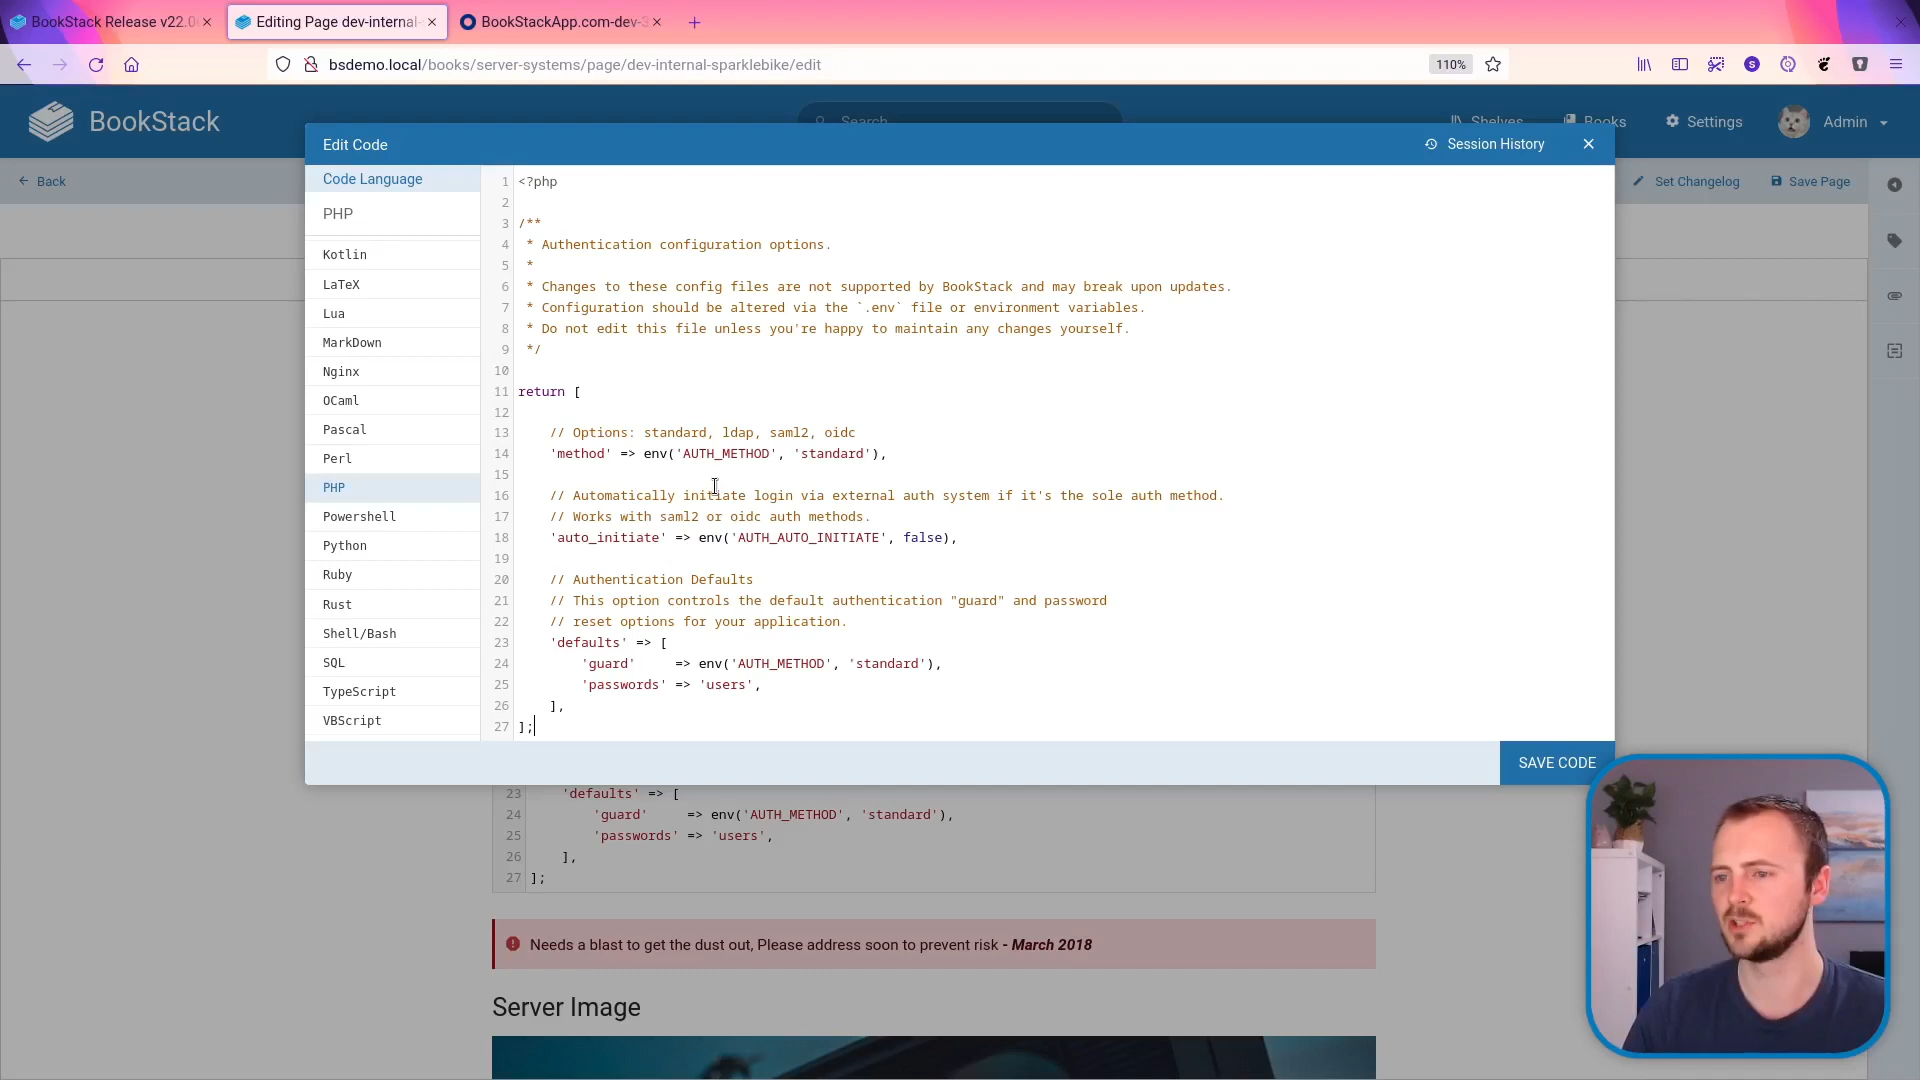 BookStack Release v22.0
Editing Page dev-internal-
BookStackApp.com-dev-3
bsdemo.local/books/server-systems/page/dev-internal-sparklebike/edit
110%
S
BookStack
Search
Shelves
Books
Settings
Admin
Back
Set Changelog
Save Page
Edit Code
Session History
Code Language
PHP
Kotlin
LaTeX
Lua
MarkDown
Nginx
OCaml
Pascal
Perl
PHP
Powershell
Python
Ruby
Rust
Shell/Bash
SQL
TypeScript
VBScript
1 <?php
2
3 /**
4 * Authentication configuration options.
5 *
6 * Changes to these config files are not supported by BookStack and may break upon updates.
7 * Configuration should be altered via the `.env` file or environment variables.
8 * Do not edit this file unless you're happy to maintain any changes yourself.
9 */
10
11 return [
12
13 // Options: standard, ldap, saml2, oidc
14 'method' => env('AUTH_METHOD', 'standard'),
15
16 // Automatically initiate login via external auth system if it's the sole auth method.
17 // Works with saml2 or oidc auth methods.
18 'auto_initiate' => env('AUTH_AUTO_INITIATE', false),
19
20 // Authentication Defaults
21 // This option controls the default authentication "guard" and password
22 // reset options for your application.
23 'defaults' => [
24 'guard'     => env('AUTH_METHOD', 'standard'),
25 'passwords' => 'users',
26 ],
27 ];
SAVE CODE
23 'defaults' => [
24 'guard'     => env('AUTH_METHOD', 'standard'),
25 'passwords' => 'users',
26 ],
27 ];
Needs a blast to get the dust out, Please address soon to prevent risk - March 2018
Server Image